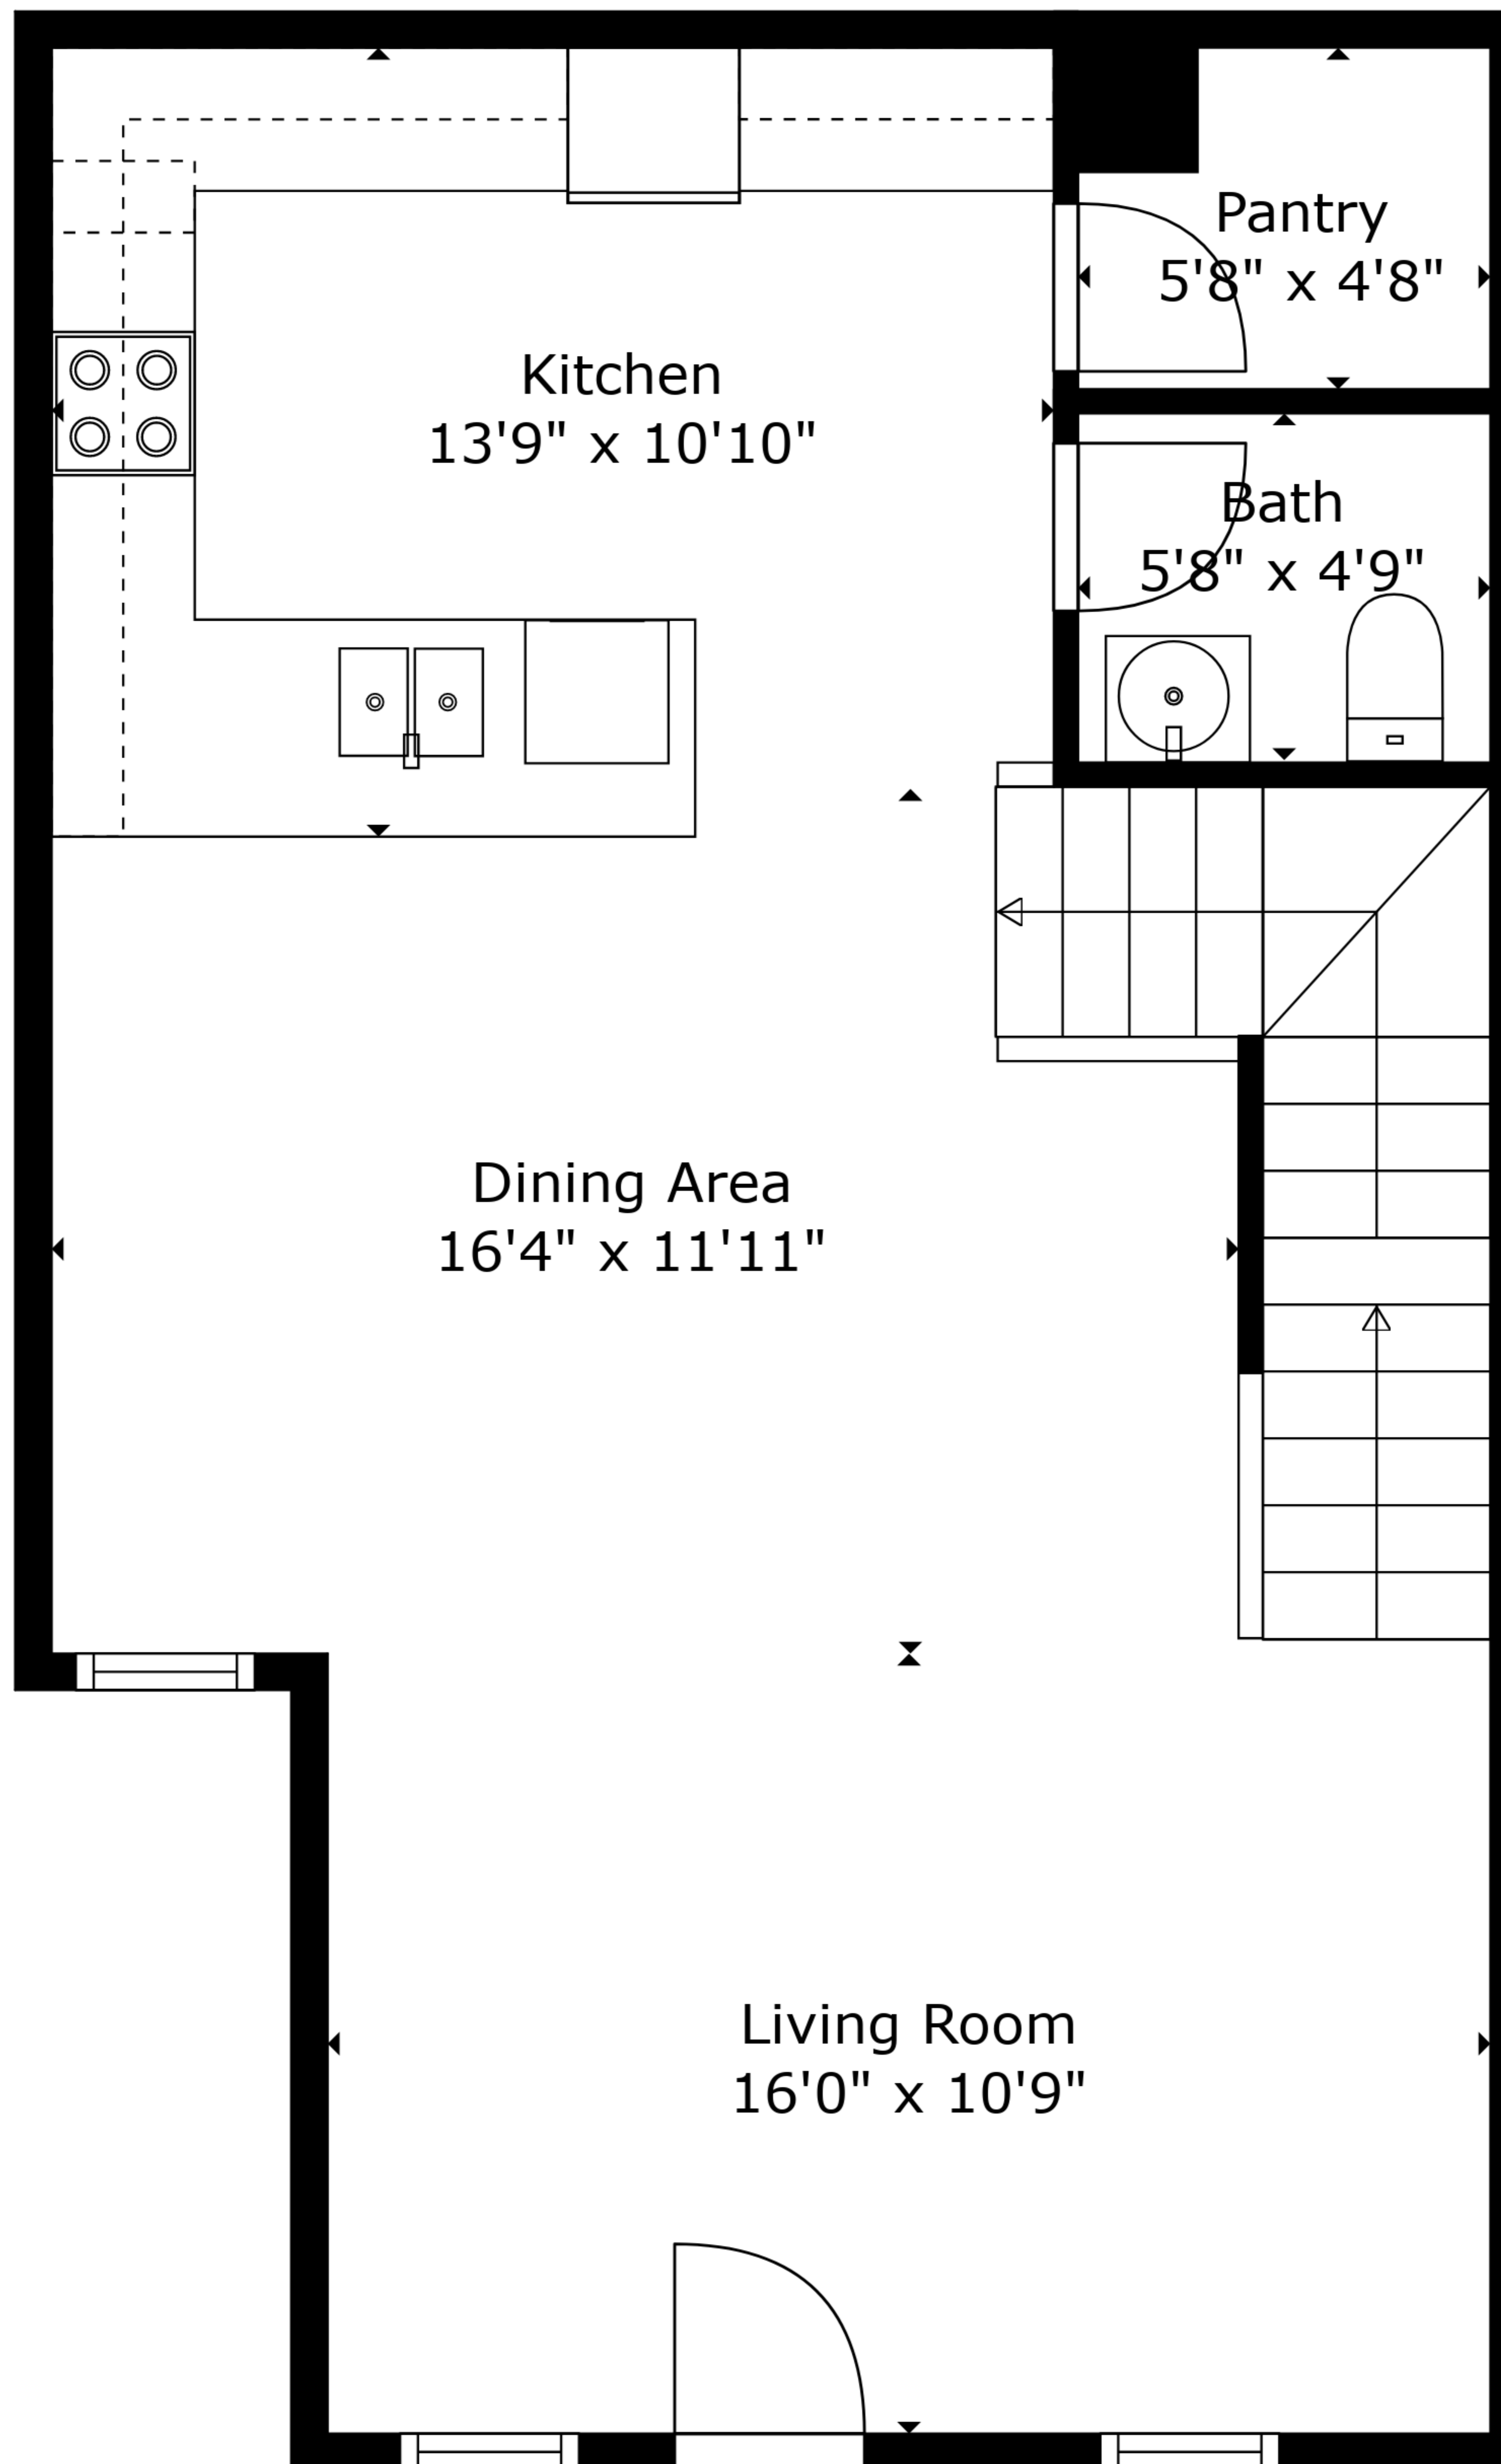 Pantry
5'8" x 4'8"
Kitchen
13'9" x 10'10"
Bath
5'8" x 4'9"
Dining Area
16'4" x 11'11"
Living Room
16'0" x 10'9"